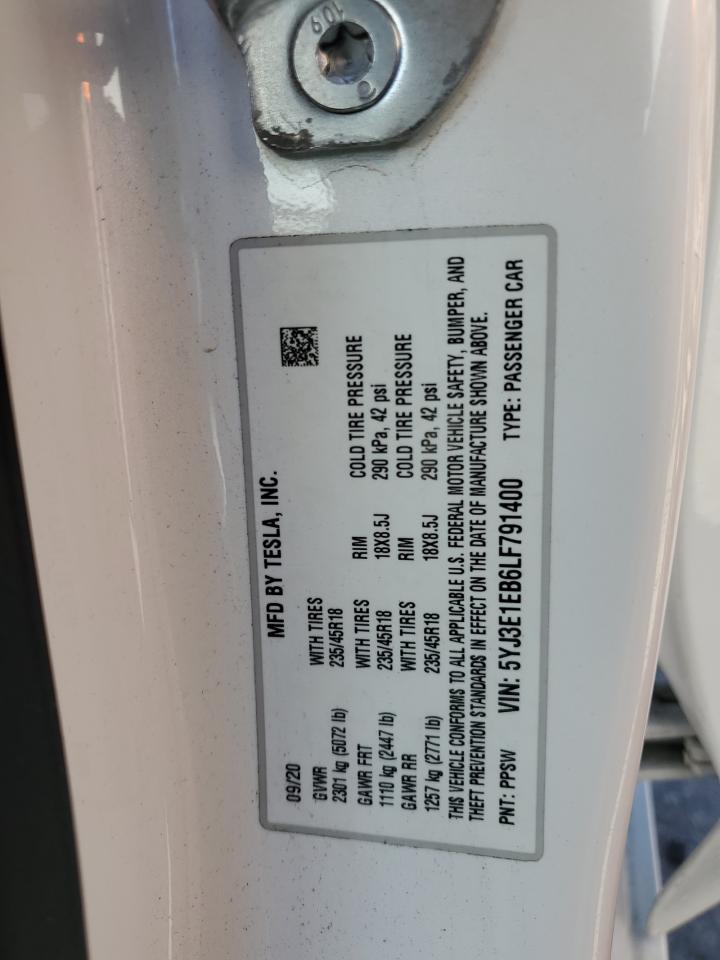 10.9
MFD BY TESLA, INC.
09/20
GVWR WITH TIRES
2301 kg (5072 lb) 235/45R18
GAWR FRT WITH TIRES RIM COLD TIRE PRESSURE
1110 kg (2447 lb) 235/45R18 18X8.5J 290 kPa, 42 psi
GAWR RR WITH TIRES RIM COLD TIRE PRESSURE
1257 kg (2771 lb) 235/45R18 18X8.5J 290 kPa, 42 psi
THIS VEHICLE CONFORMS TO ALL APPLICABLE U.S. FEDERAL MOTOR VEHICLE SAFETY, BUMPER, AND
THEFT PREVENTION STANDARDS IN EFFECT ON THE DATE OF MANUFACTURE SHOWN ABOVE.
PNT: PPSW VIN: 5YJ3E1EB6LF791400 TYPE: PASSENGER CAR